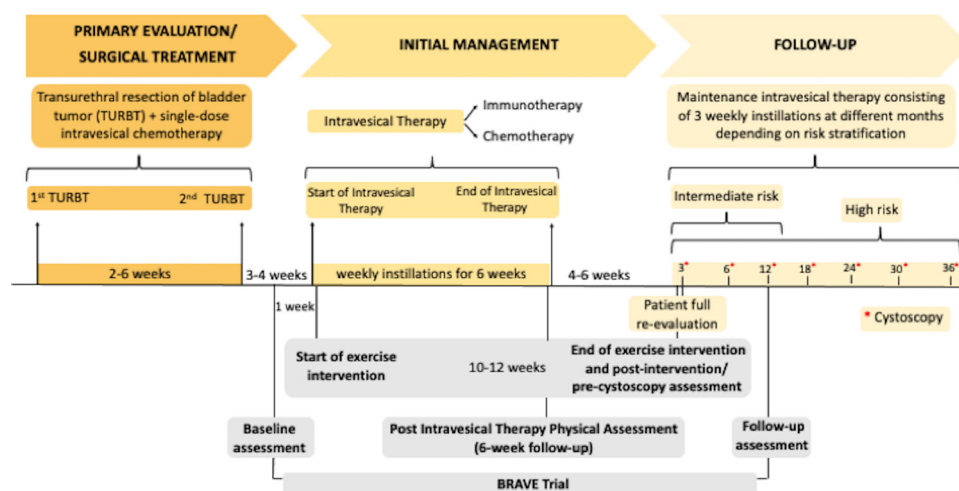 PRIMARY EVALUATION/
SURGICAL TREATMENT
INITIAL MANAGEMENT
FOLLOW-UP
Transurethral resection of bladder
tumor (TURBT) + single-dose
intravesical chemotherapy
Intravesical Therapy
Immunotherapy
Chemotherapy
Maintenance intravesical therapy consisting
of 3 weekly instillations at different months
depending on risk stratification
1st TURBT
2nd TURBT
Start of Intravesical
Therapy
End of Intravesical
Therapy
Intermediate risk
High risk
2-6 weeks
3-4 weeks
weekly instillations for 6 weeks
4-6 weeks
3* 6* 12* 18* 24* 30* 36*
1 week
Patient full
re-evaluation
* Cystoscopy
Start of exercise
intervention
10-12 weeks
End of exercise intervention
and post-intervention/
pre-cystoscopy assessment
Baseline
assessment
Post Intravesical Therapy Physical Assessment
(6-week follow-up)
Follow-up
assessment
BRAVE Trial